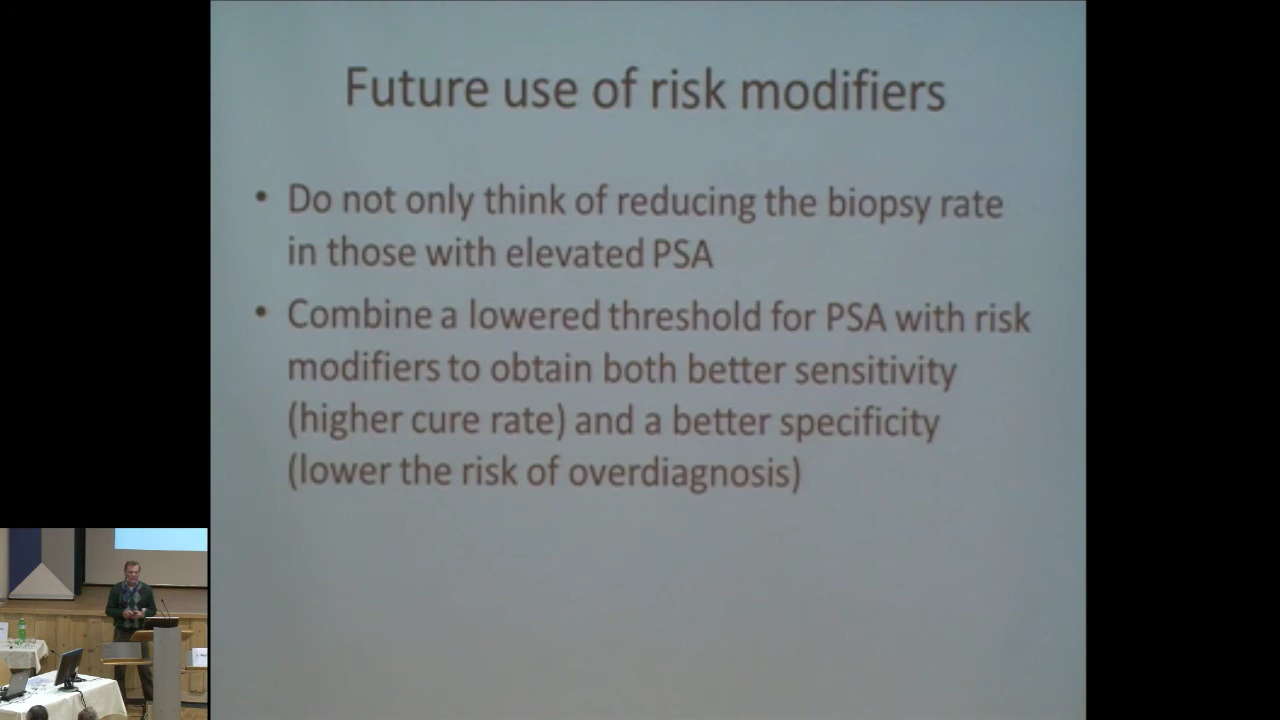 Future use of risk modifiers
• Do not only think of reducing the biopsy rate
in those with elevated PSA
• Combine a lowered threshold for PSA with risk
modifiers to obtain both better sensitivity
(higher cure rate) and a better specificity
(lower the risk of overdiagnosis)